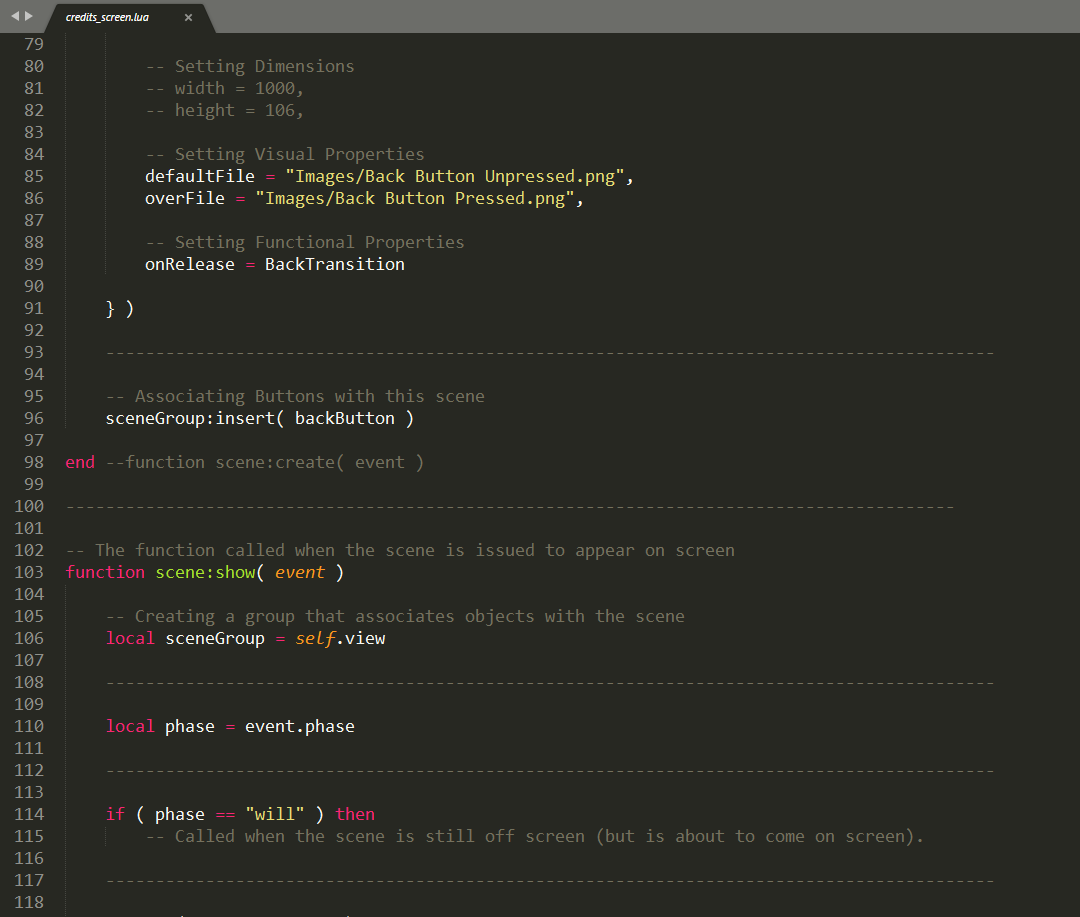 credits_screen.lua ×
79
80 -- Setting Dimensions
81 -- width = 1000,
82 -- height = 106,
83
84 -- Setting Visual Properties
85 defaultFile = "Images/Back Button Unpressed.png",
86 overFile = "Images/Back Button Pressed.png",
87
88 -- Setting Functional Properties
89 onRelease = BackTransition
90
91 } )
92
93 -----------------------------------------------------------------------------------------
94
95 -- Associating Buttons with this scene
96 sceneGroup:insert( backButton )
97
98 end --function scene:create( event )
99
100 -----------------------------------------------------------------------------------------
101
102 -- The function called when the scene is issued to appear on screen
103 function scene:show( event )
104
105 -- Creating a group that associates objects with the scene
106 local sceneGroup = self.view
107
108 -----------------------------------------------------------------------------------------
109
110 local phase = event.phase
111
112 -----------------------------------------------------------------------------------------
113
114 if ( phase == "will" ) then
115 -- Called when the scene is still off screen (but is about to come on screen).
116
117 -----------------------------------------------------------------------------------------
118